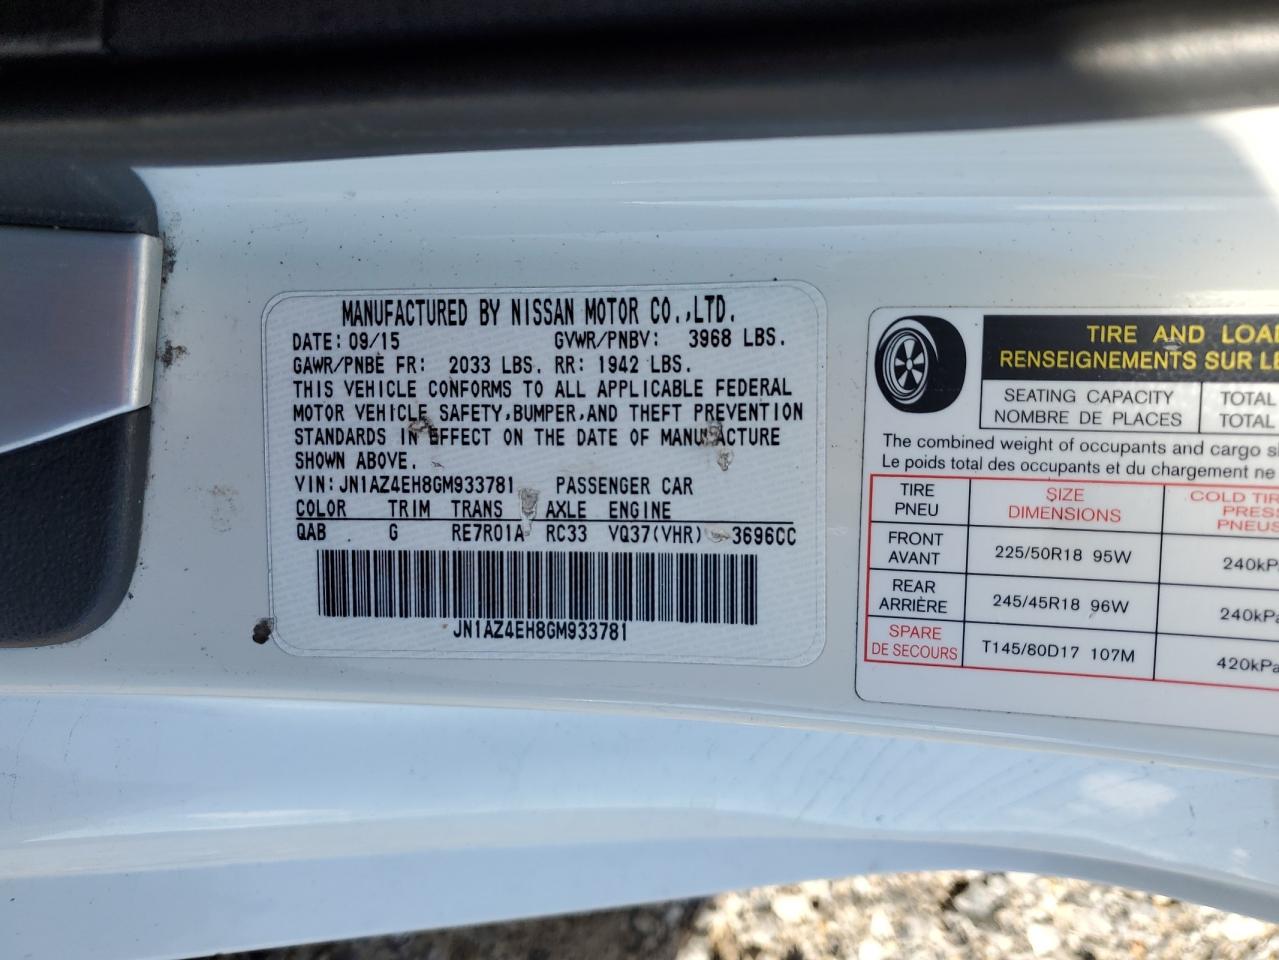 MANUFACTURED BY NISSAN MOTOR CO.,LTD.
DATE: 09/15 GVWR/PNBV: 3968 LBS.
GAWR/PNBE FR: 2033 LBS. RR: 1942 LBS.
THIS VEHICLE CONFORMS TO ALL APPLICABLE FEDERAL
MOTOR VEHICLE SAFETY,BUMPER,AND THEFT PREVENTION
STANDARDS IN EFFECT ON THE DATE OF MANUFACTURE
SHOWN ABOVE.
VIN: JN1AZ4EH8GM933781 PASSENGER CAR
COLOR TRIM TRANS AXLE ENGINE
QAB G RE7R01A RC33 VQ37(VHR) 3696CC
JN1AZ4EH8GM933781
TIRE AND LOA
RENSEIGNEMENTS SUR LE
SEATING CAPACITY TOTAL
NOMBRE DE PLACES TOTAL
The combined weight of occupants and cargo s
Le poids total des occupants et du chargement ne
TIRE SIZE COLD TIR
PNEU DIMENSIONS PRESS
PNEUS
FRONT
AVANT 225/50R18 95W 240kP
REAR
ARRIÈRE 245/45R18 96W 240kP
SPARE
DE SECOURS T145/80D17 107M 420kPa